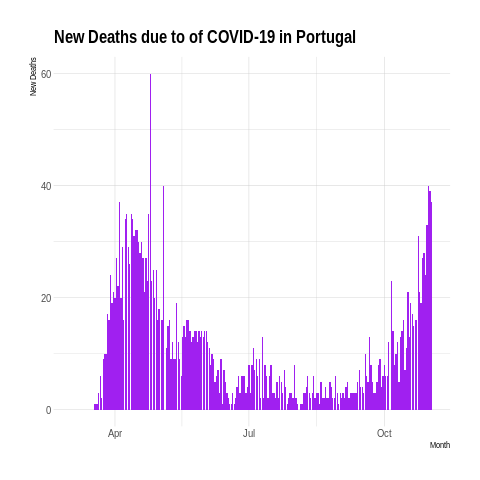 New Deaths due to of COVID-19 in Portugal
New Deaths
60
40
20
0
Apr
Jul
Oct
Month